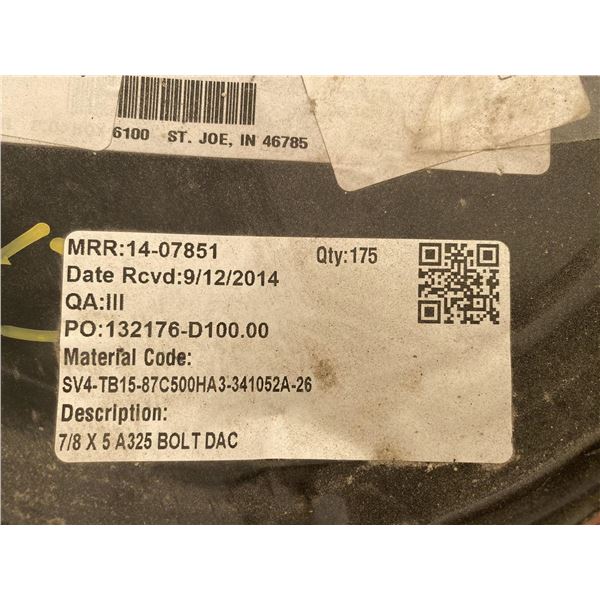 6100 ST. JOE, IN 46785
MRR:14-07851 Qty:175
Date Rcvd:9/12/2014
QA:III
PO:132176-D100.00
Material Code:
SV4-TB15-87C500HA3-341052A-26
Description:
7/8 X 5 A325 BOLT DAC